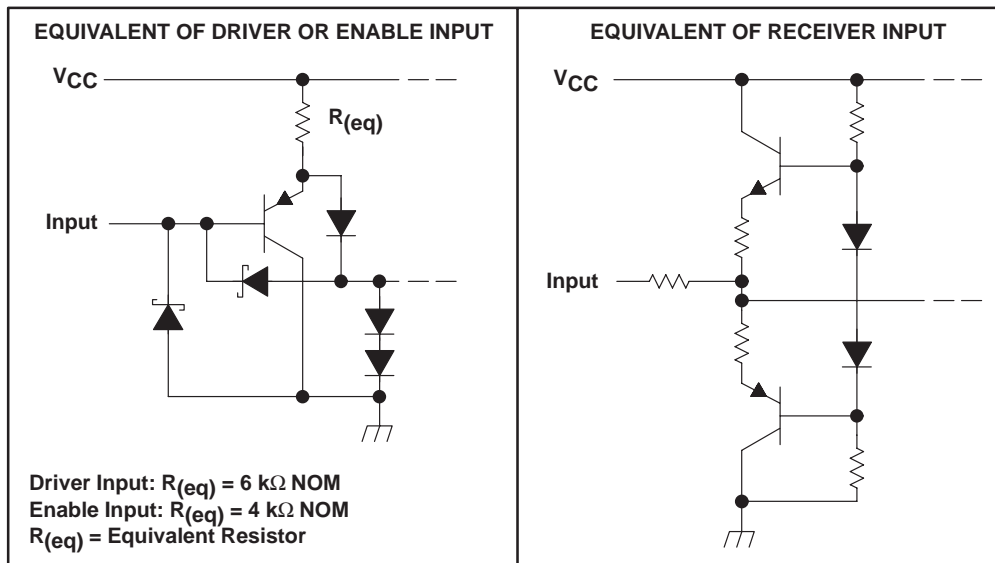 EQUIVALENT OF DRIVER OR ENABLE INPUT
VCC
R(eq)
Input
Driver Input: R(eq) = 6 kΩ NOM
Enable Input: R(eq) = 4 kΩ NOM
R(eq) = Equivalent Resistor
EQUIVALENT OF RECEIVER INPUT
VCC
Input